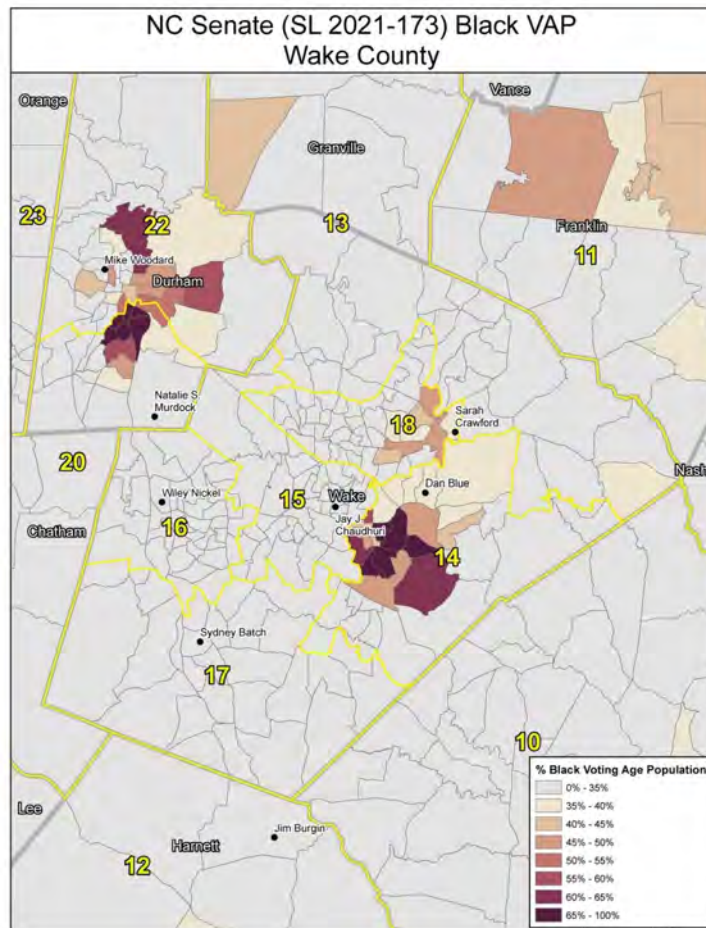 NC Senate (SL 2021-173) Black VAP
Wake County
Orange
Vance
Granville
23
22
13
Franklin
11
Mike Woodard
Durham
Natalie S.
Murdock
18
Sarah
Crawford
20
Nash
Dan Blue
Wiley Nickel
15
Wake
16
Jay J
Chaudhuri
Chatham
14
Sydney Batch
17
10
% Black Voting Age Population
0% - 35%
35% - 40%
40% - 45%
45% - 50%
50% - 55%
55% - 60%
60% - 65%
65% - 100%
Lee
Jim Burgin
Harnett
12